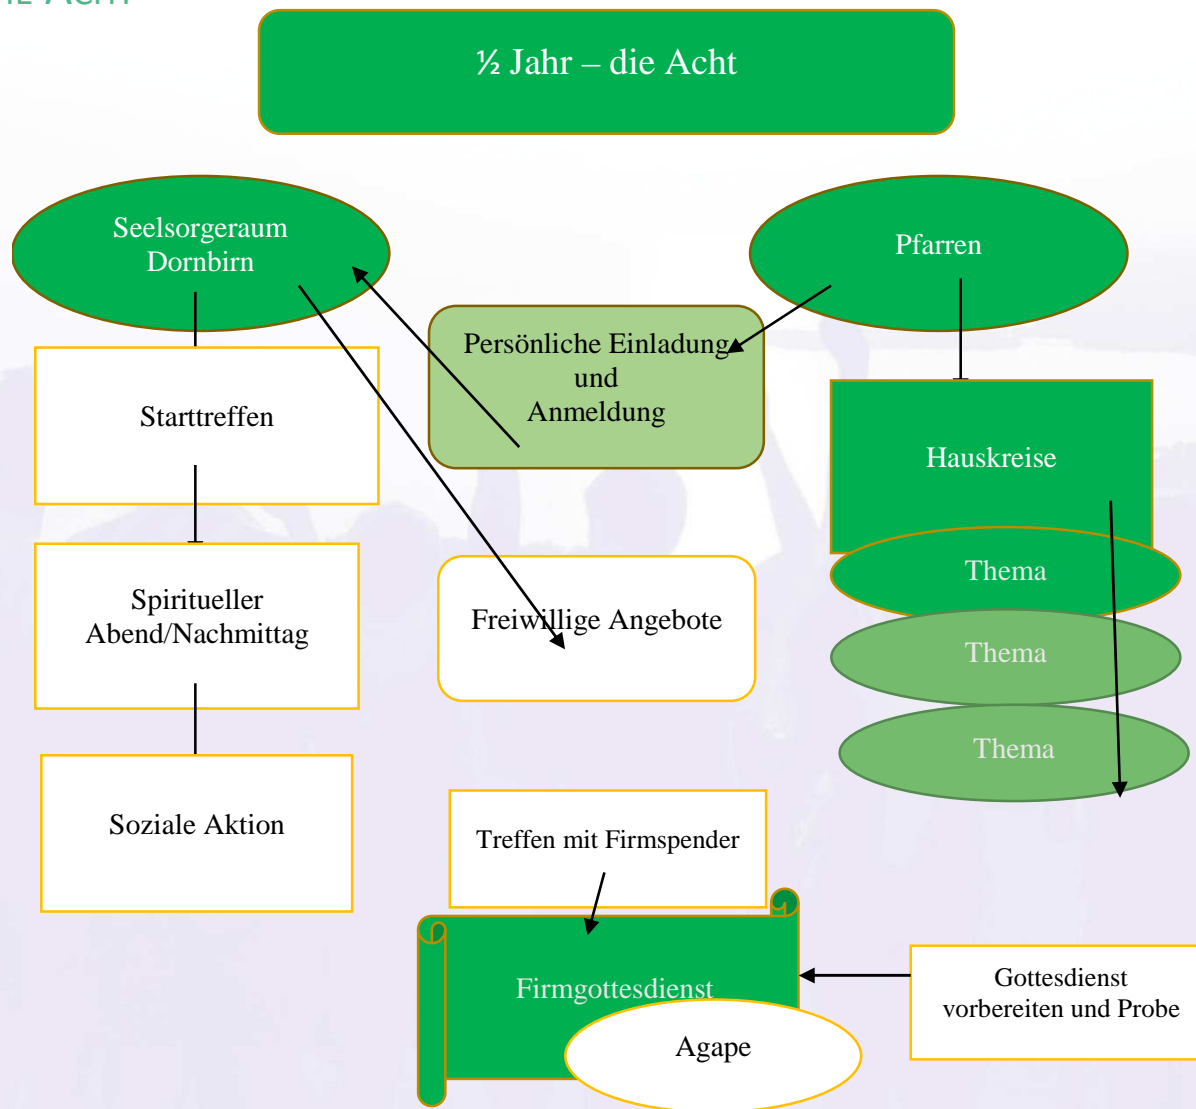 ½ Jahr – die Acht
Seelsorgeraum
Dornbirn
Pfarren
Persönliche Einladung
und
Anmeldung
Starttreffen
Hauskreise
Spiritueller
Abend/Nachmittag
Freiwillige Angebote
Thema
Thema
Thema
Soziale Aktion
Treffen mit Firmspender
Firmgottesdienst
Agape
Gottesdienst
vorbereiten und Probe